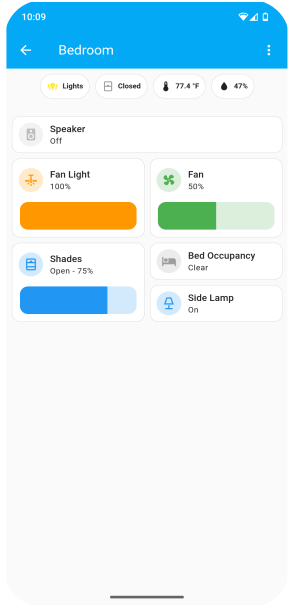 10:09
Bedroom
Lights
Closed
77.4 °F
47%
Speaker
Off
Fan Light
100%
Fan
50%
Shades
Open - 75%
Bed Occupancy
Clear
Side Lamp
On